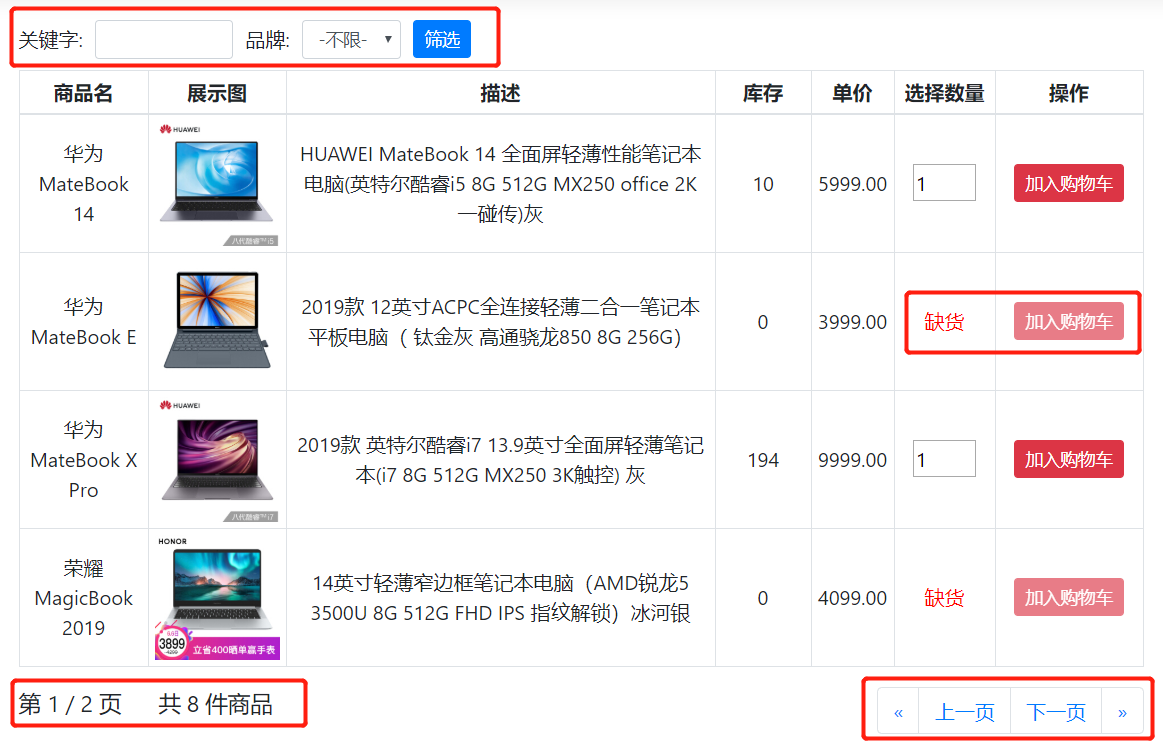 关键字: 品牌: -不限- 筛选
商品名 展示图 描述 库存 单价 选择数量 操作
HUAWEI
华为
MateBook
14
HUAWEI MateBook 14 全面屏轻薄性能笔记本
电脑(英特尔酷睿i5 8G 512G MX250 office 2K
一碰传)灰
10 5999.00 1 加入购物车
八代酷睿™ i5
华为
MateBook E
2019款 12英寸ACPC全连接轻薄二合一笔记本
平板电脑（ 钛金灰 高通骁龙850 8G 256G）
0 3999.00 缺货 加入购物车
HUAWEI
华为
MateBook X
Pro
2019款 英特尔酷睿i7 13.9英寸全面屏轻薄笔记
本(i7 8G 512G MX250 3K触控) 灰
194 9999.00 1 加入购物车
八代酷睿™ i7
HONOR
荣耀
MagicBook
2019
14英寸轻薄窄边框笔记本电脑（AMD锐龙5
3500U 8G 512G FHD IPS 指纹解锁）冰河银
0 4099.00 缺货 加入购物车
3899
4299
立省400晒单赢手表
第 1 / 2 页 共 8 件商品
« 上一页 下一页 »